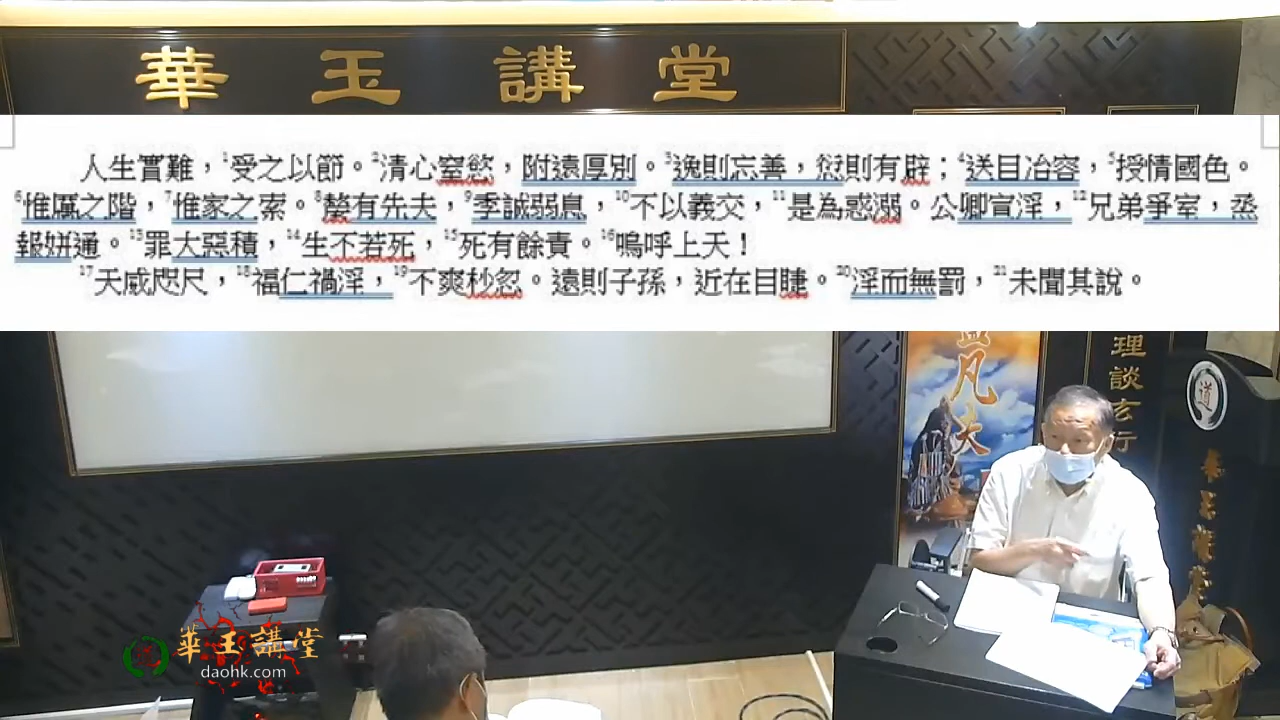 華玉講堂
人生實難，1受之以節。2清心窒慾，附遠厚別。3逸則忘善，愆則有辟；4送目冶容，5授情國色。
6惟厲之階，7惟家之索。8嫠有先夫，9季誠弱息，10不以義交，11是為惑溺。公卿宣淫，12兄弟爭室，烝
報姘通。13罪大惡積，14生不若死，15死有餘責。16嗚呼上天！
17天威咫尺，18福仁禍淫，19不爽秒忽。遠則子孫，近在目睫。20淫而無罰，21未聞其說。
凡夫
理談玄行
道
華玉講堂
daohk.com